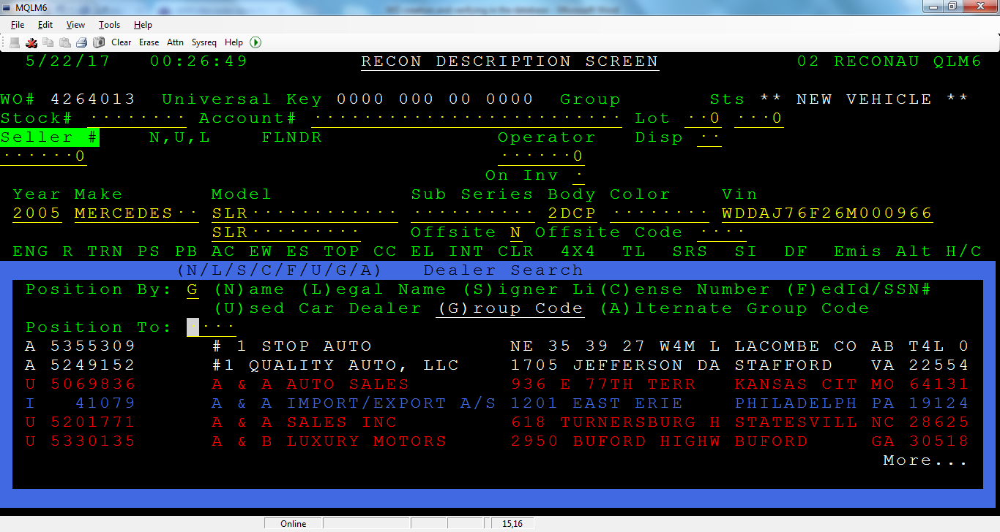 MQLM6
File Edit View Tools Help
Clear Erase Attn Sysreq Help
5/22/17 00:26:49 RECON DESCRIPTION SCREEN 02 RECONAU QLM6
WO# 4264013 Universal Key 0000 000 00 0000 Group Sts ** NEW VEHICLE **
Stock# ········ Account# ························· Lot ··0 ···0
Seller # N,U,L FLNDR Operator Disp ··
······0 ······0
On Inv ·
Year Make Model Sub Series Body Color Vin
2005 MERCEDES·· SLR············ ·········· 2DCP ········ WDDAJ76F26M000966
SLR········· Offsite N Offsite Code ····
ENG R TRN PS PB AC EW ES TOP CC EL INT CLR 4X4 TL SRS SI DF Emis Alt H/C
(N/L/S/C/F/U/G/A) Dealer Search
Position By: G (N)ame (L)egal Name (S)igner Li(C)ense Number (F)edId/SSN#
(U)sed Car Dealer (G)roup Code (A)lternate Group Code
Position To: ····
A 5355309 # 1 STOP AUTO NE 35 39 27 W4M L LACOMBE CO AB T4L 0
A 5249152 #1 QUALITY AUTO, LLC 1705 JEFFERSON DA STAFFORD VA 22554
U 5069836 A & A AUTO SALES 936 E 77TH TERR KANSAS CIT MO 64131
I 41079 A & A IMPORT/EXPORT A/S 1201 EAST ERIE PHILADELPH PA 19124
U 5201771 A & A SALES INC 618 TURNERSBURG H STATESVILL NC 28625
U 5330135 A & B LUXURY MOTORS 2950 BUFORD HIGHW BUFORD GA 30518
More...
Online 15,16